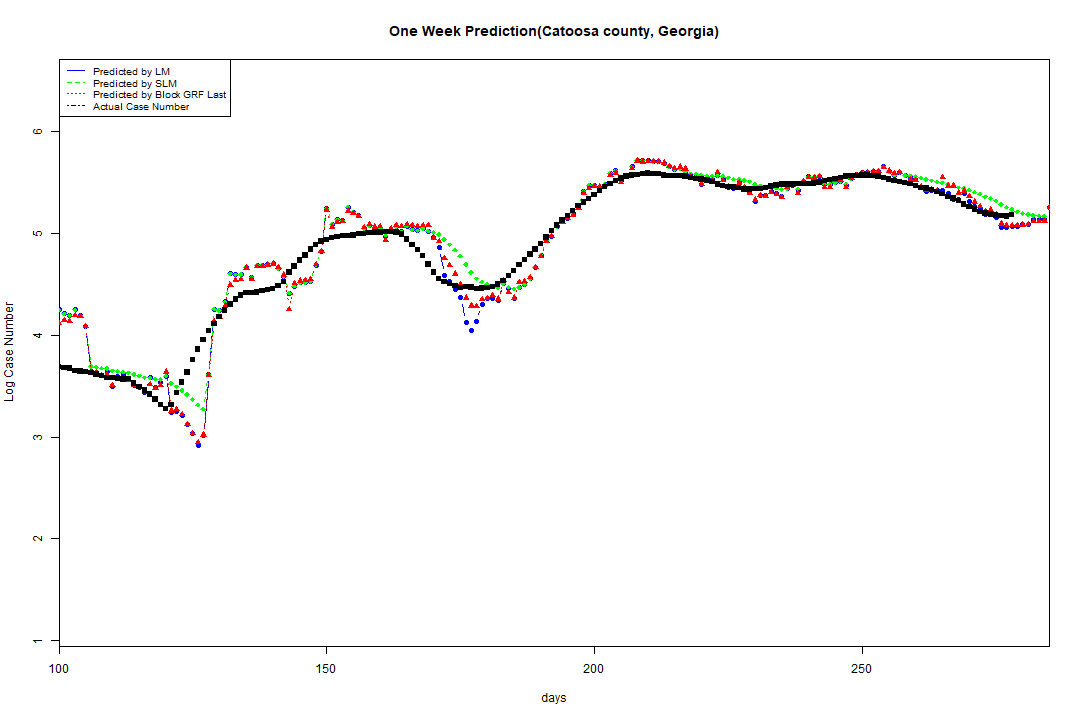 One Week Prediction(Catoosa county, Georgia)
Predicted by LM
Predicted by SLM
Predicted by Block GRF Last
Actual Case Number
6
5
4
3
2
1
Log Case Number
100 150 200 250
days